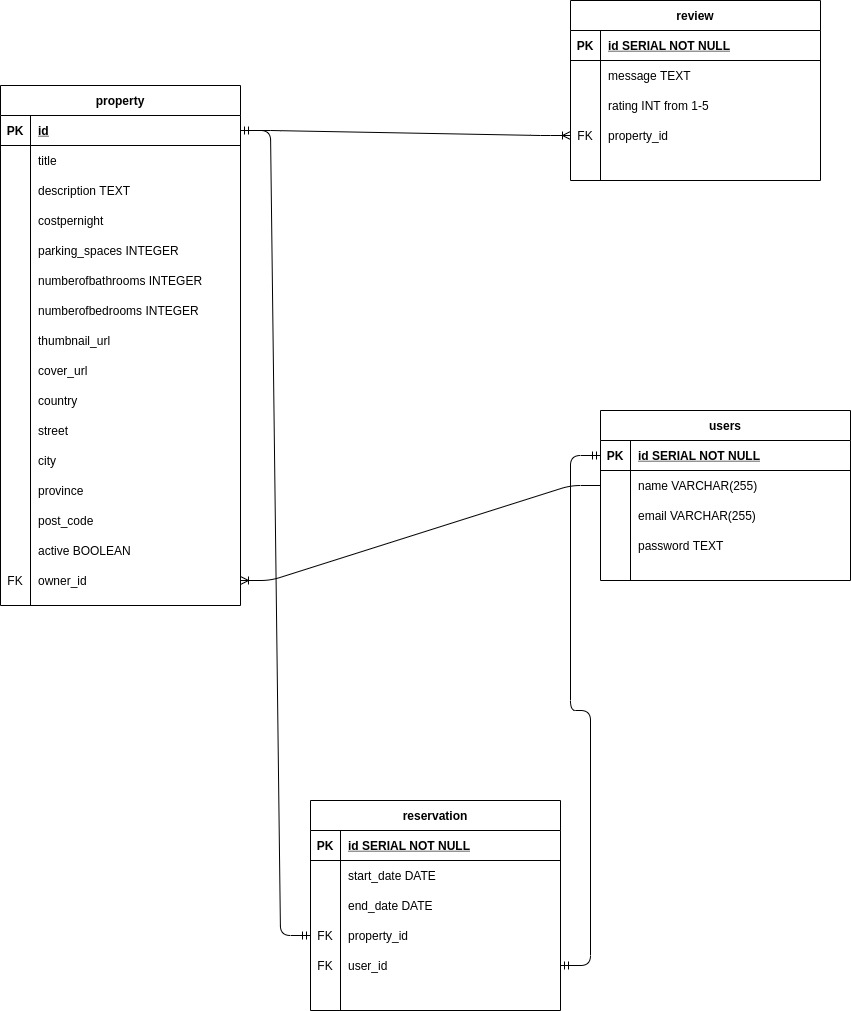 review
PK id SERIAL NOT NULL
message TEXT
rating INT from 1-5
FK property_id
property
PK id
title
description TEXT
costpernight
parking_spaces INTEGER
numberofbathrooms INTEGER
numberofbedrooms INTEGER
thumbnail_url
cover_url
country
street
city
province
post_code
active BOOLEAN
FK owner_id
users
PK id SERIAL NOT NULL
name VARCHAR(255)
email VARCHAR(255)
password TEXT
reservation
PK id SERIAL NOT NULL
start_date DATE
end_date DATE
FK property_id
FK user_id